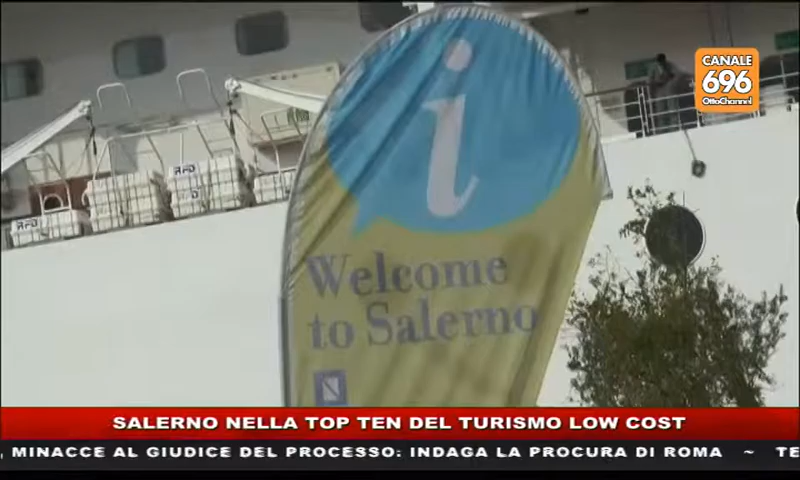 CANALE
696
OttoChannel
i
Welcome
to Salerno
SALERNO NELLA TOP TEN DEL TURISMO LOW COST
, MINACCE AL GIUDICE DEL PROCESSO: INDAGA LA PROCURA DI ROMA ~ TE